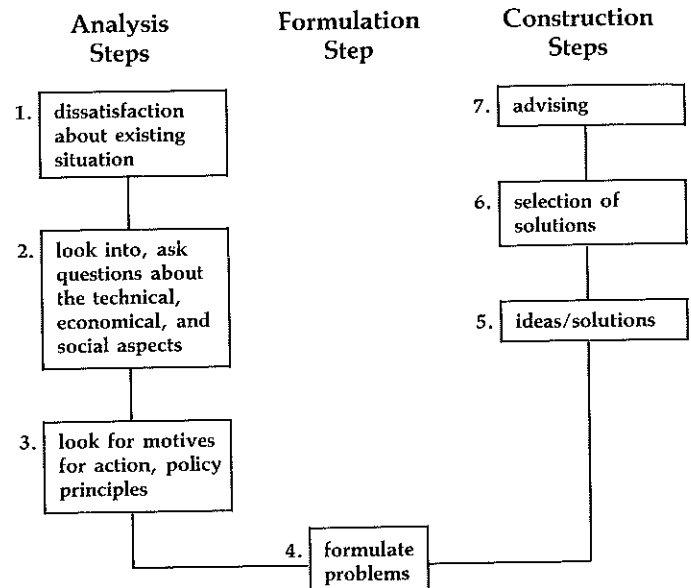 Analysis
Steps
Formulation
Step
Construction
Steps
1. dissatisfaction
about existing
situation
2. look into, ask
questions about
the technical,
economical, and
social aspects
3. look for motives
for action, policy
principles
4. formulate
problems
5. ideas/solutions
6. selection of
solutions
7. advising